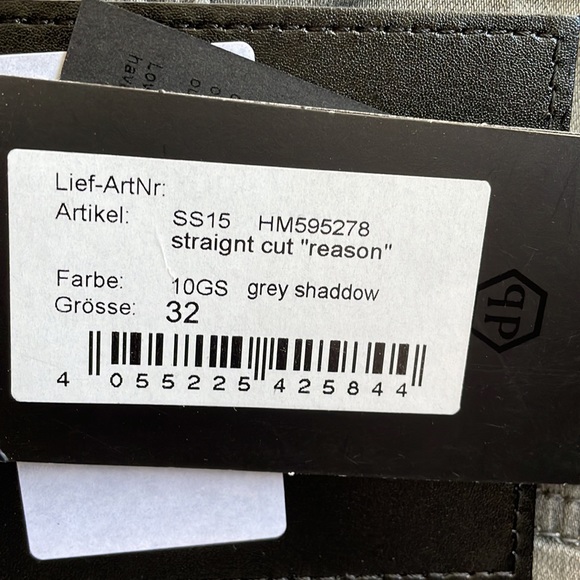 Lief-ArtNr:
Artikel: SS15 HM595278
straignt cut "reason"
Farbe: 10GS grey shaddow
Grösse: 32
4 055225 425844